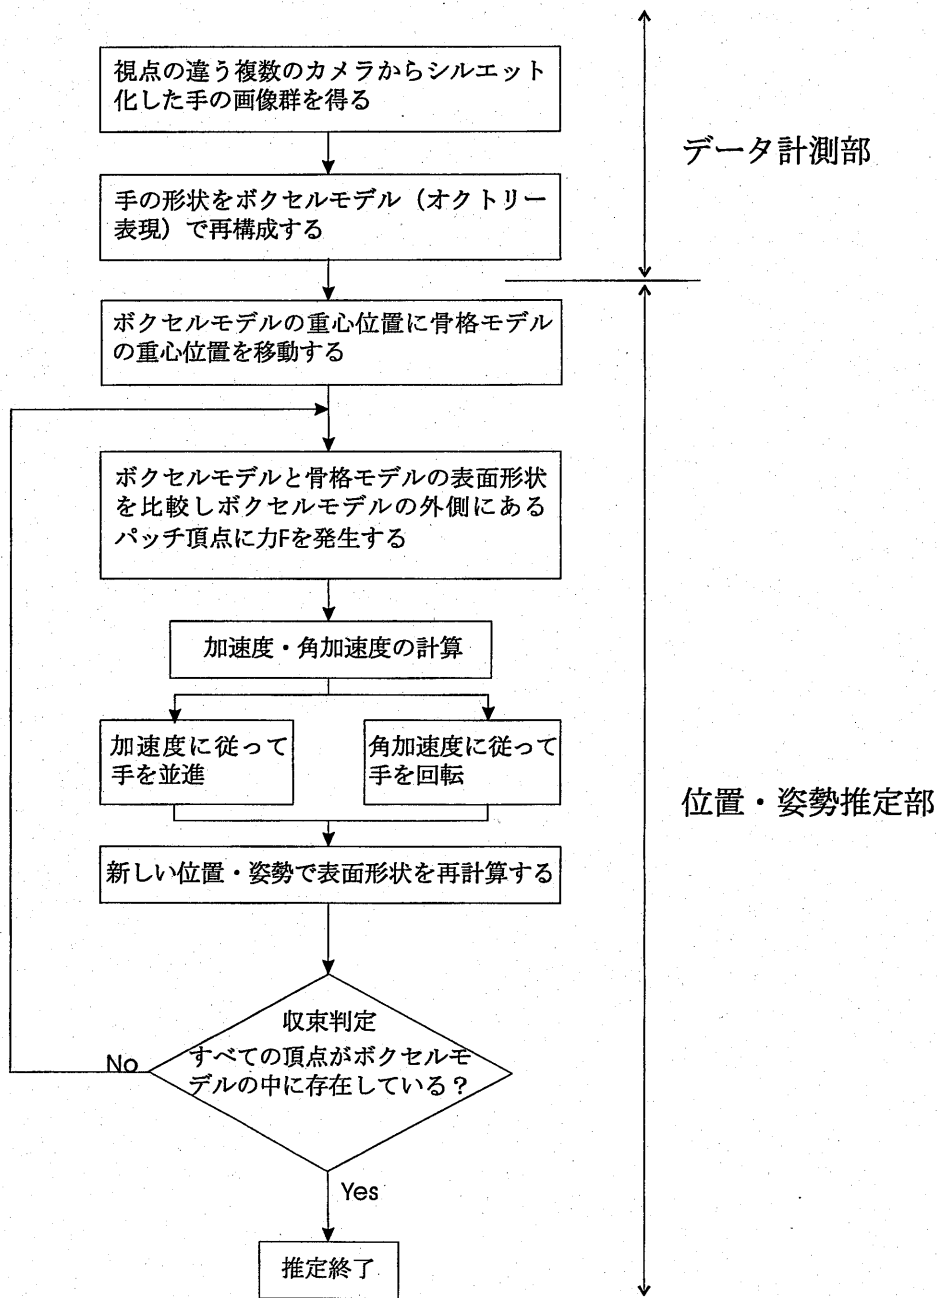 視点の違う複数のカメラからシルエット
化した手の画像群を得る
データ計測部
手の形状をボクセルモデル（オクトリー
表現）で再構成する
ボクセルモデルの重心位置に骨格モデル
の重心位置を移動する
ボクセルモデルと骨格モデルの表面形状
を比較しボクセルモデルの外側にある
パッチ頂点に力Fを発生する
加速度・角加速度の計算
加速度に従って
手を並進
角加速度に従って
手を回転
位置・姿勢推定部
新しい位置・姿勢で表面形状を再計算する
収束判定
すべての頂点がボクセルモ
デルの中に存在している？
No
Yes
推定終了